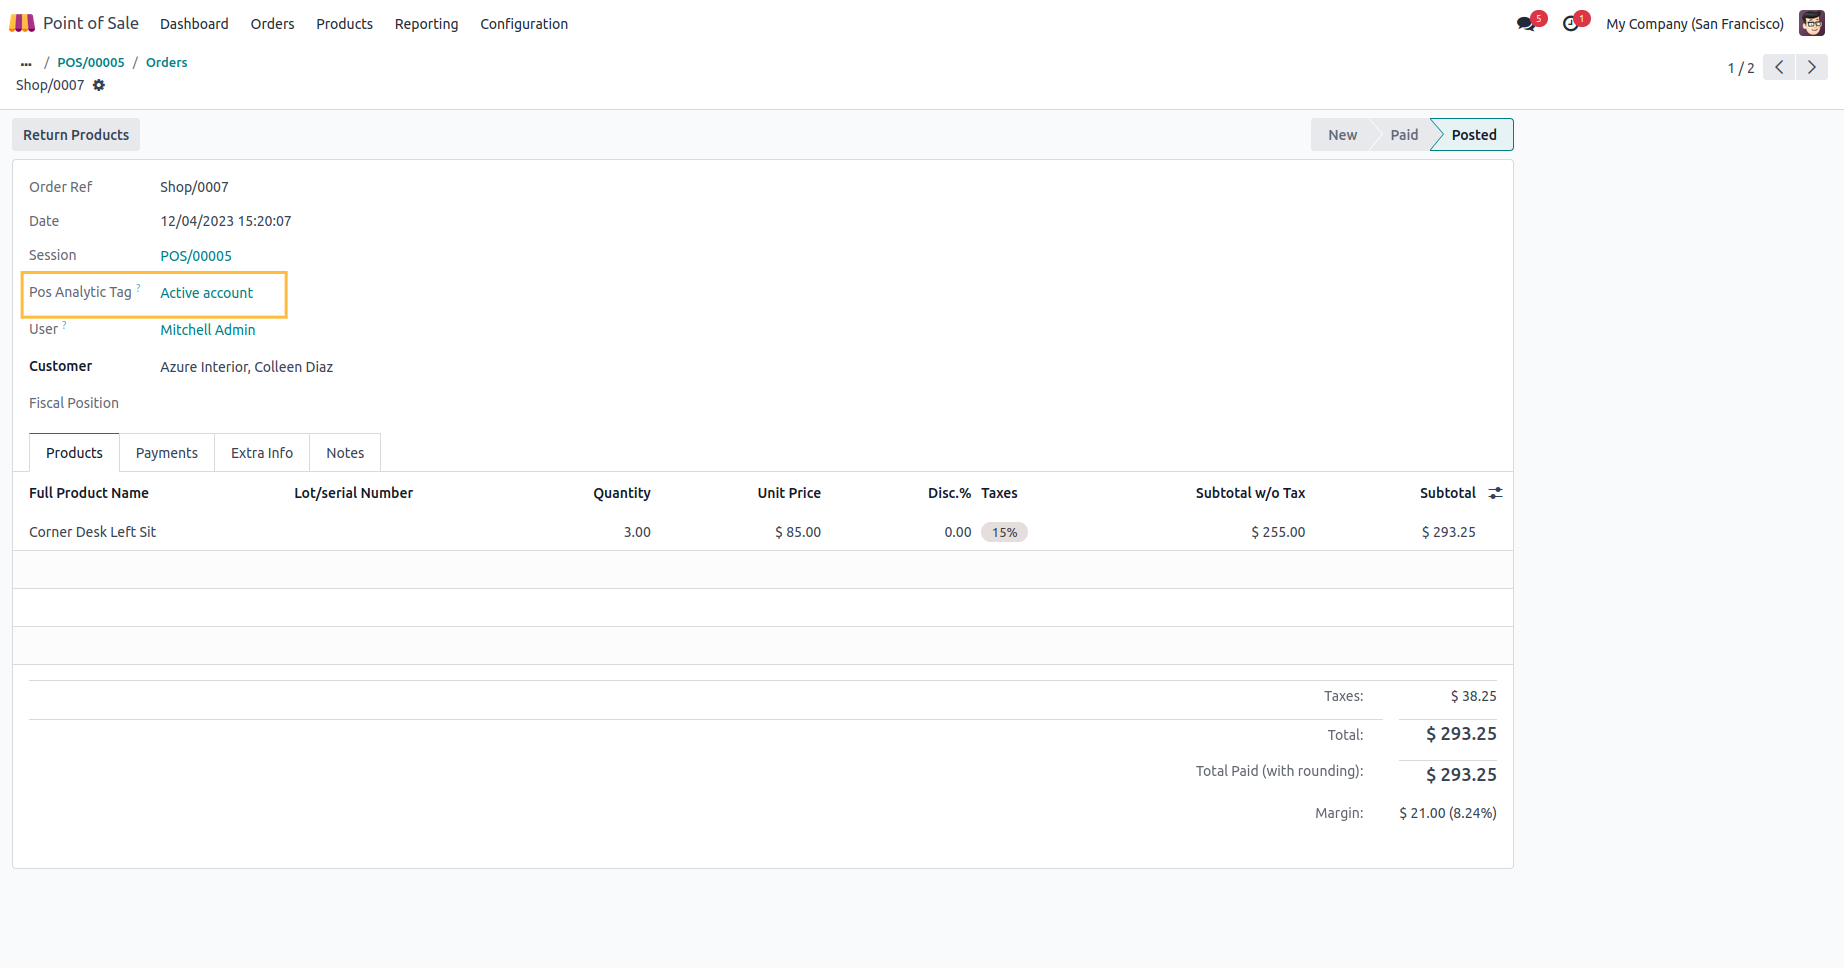 Point of Sale Dashboard Orders Products Reporting Configuration 5 1 My Company (San Francisco)
... / POS/00005 / Orders
Shop/0007
1 / 2
Return Products New Paid Posted
Order Ref Shop/0007
Date 12/04/2023 15:20:07
Session POS/00005
Pos Analytic Tag ? Active account
User ? Mitchell Admin
Customer Azure Interior, Colleen Diaz
Fiscal Position
Products Payments Extra Info Notes
Full Product Name Lot/serial Number Quantity Unit Price Disc.% Taxes Subtotal w/o Tax Subtotal
Corner Desk Left Sit 3.00 $ 85.00 0.00 15% $ 255.00 $ 293.25
Taxes: $ 38.25
Total: $ 293.25
Total Paid (with rounding): $ 293.25
Margin: $ 21.00 (8.24%)